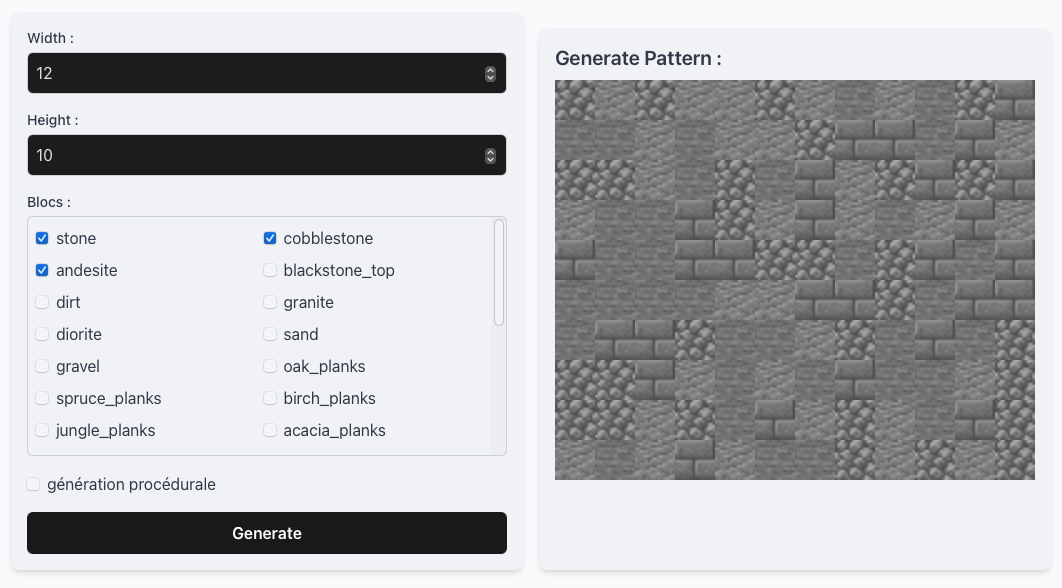 Width :
12
Height :
10
Blocs :
stone
cobblestone
andesite
blackstone_top
dirt
granite
diorite
sand
gravel
oak_planks
spruce_planks
birch_planks
jungle_planks
acacia_planks
génération procédurale
Generate
Generate Pattern :